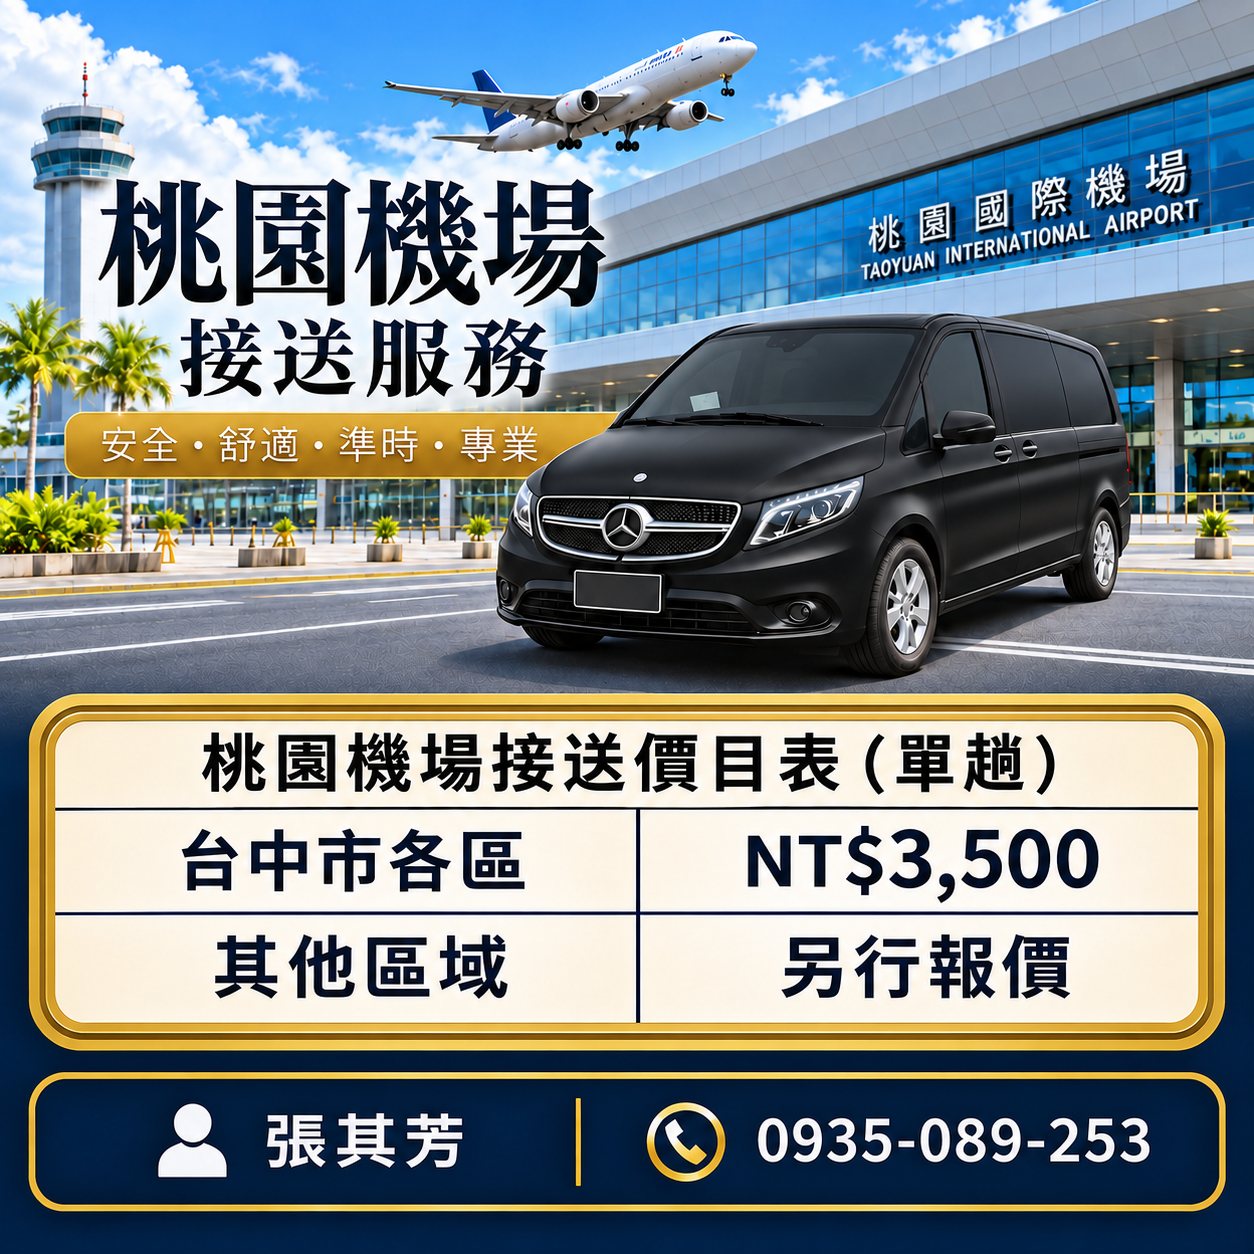 桃園機場
接送服務
安全・舒適・準時・專業
桃園國際機場
TAOYUAN INTERNATIONAL AIRPORT
桃園機場接送價目表(單趟)
台中市各區 NT$3,500
其他區域 另行報價
張其芳 0935-089-253